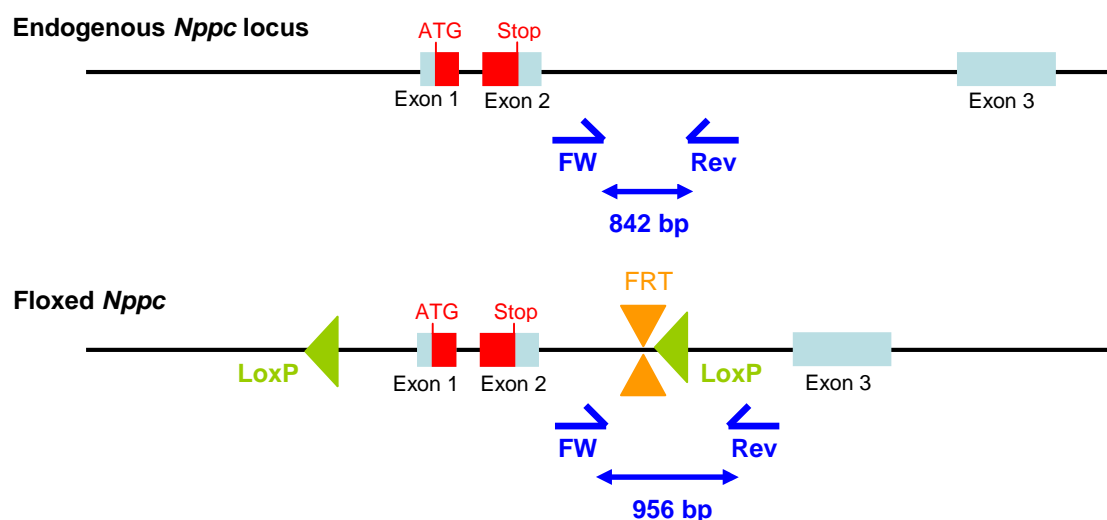 Endogenous Nppc locus
ATG Stop
Exon 1 Exon 2 Exon 3
FW Rev
842 bp
FRT
Floxed Nppc
ATG Stop
LoxP LoxP
Exon 1 Exon 2 Exon 3
FW Rev
956 bp